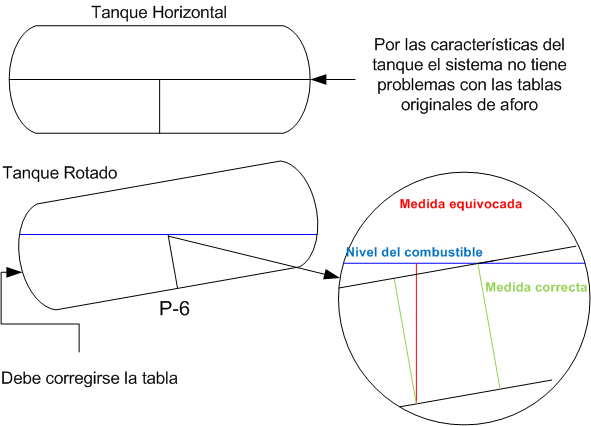 Tanque Horizontal
Por las características del
tanque el sistema no tiene
problemas con las tablas
originales de aforo
Tanque Rotado
Medida equivocada
Nivel del combustible
Medida correcta
P-6
Debe corregirse la tabla